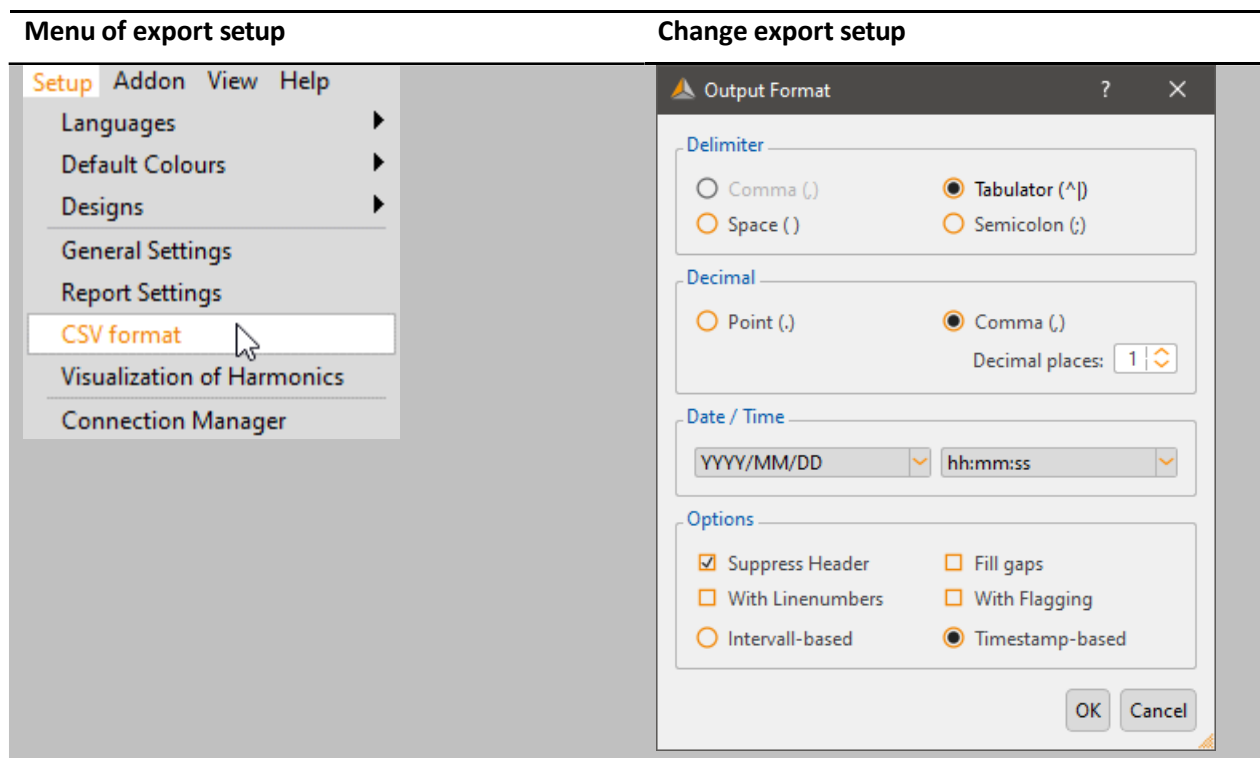 Menu of export setup
Change export setup
Setup Addon View Help
Languages
Default Colours
Designs
General Settings
Report Settings
CSV format
Visualization of Harmonics
Connection Manager
Output Format ?
Delimiter
Comma (,) Tabulator (^|)
Space ( ) Semicolon (;)
Decimal
Point (.) Comma (,)
Decimal places: 1
Date / Time
YYYY/MM/DD hh:mm:ss
Options
Suppress Header Fill gaps
With Linenumbers With Flagging
Intervall-based Timestamp-based
OK Cancel